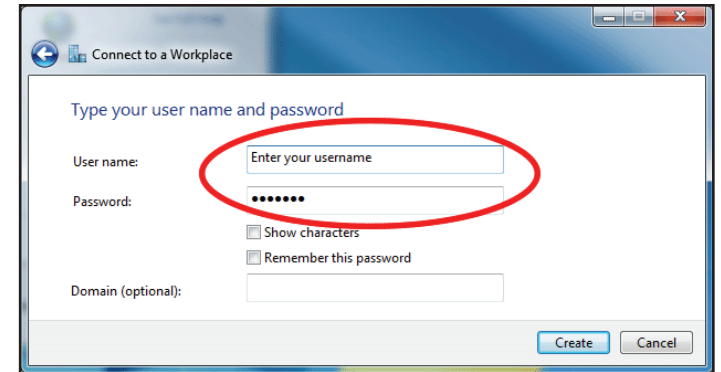 Connect to a Workplace
Type your user name and password
User name:
Enter your username
Password:
•••••••
Show characters
Remember this password
Domain (optional):
Create
Cancel